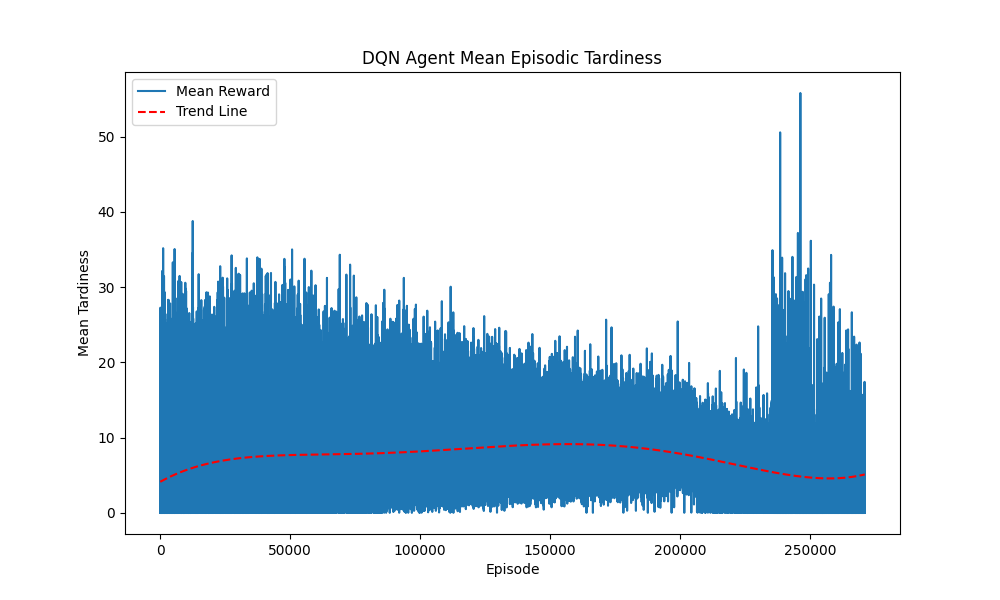 DQN Agent Mean Episodic Tardiness
Mean Reward
Trend Line
50
40
30
20
10
0
Mean Tardiness
0 50000 100000 150000 200000 250000
Episode